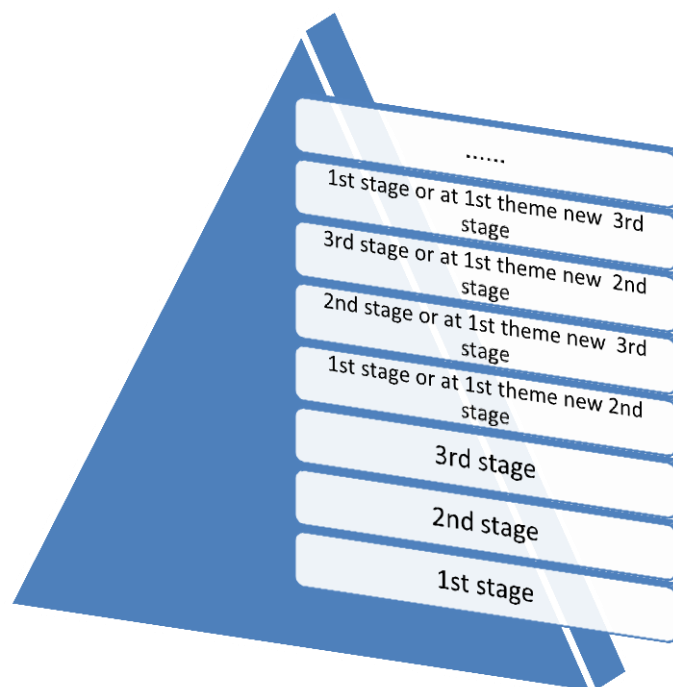 ......
1st stage or at 1st theme new 3rd
stage
3rd stage or at 1st theme new 2nd
stage
2nd stage or at 1st theme new 3rd
stage
1st stage or at 1st theme new 2nd
stage
3rd stage
2nd stage
1st stage